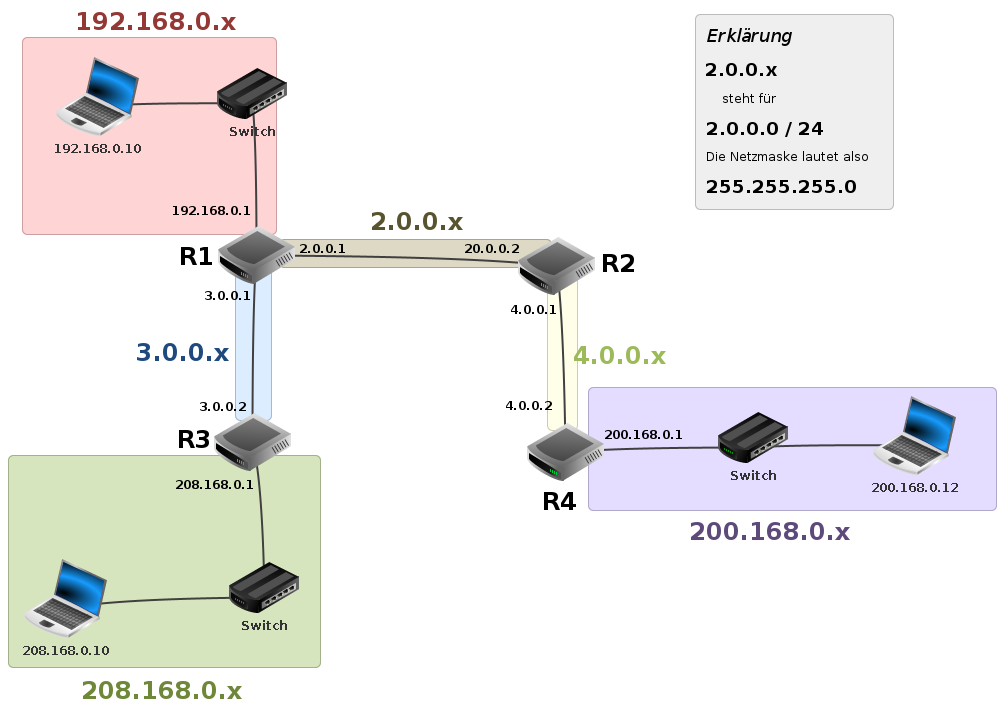 192.168.0.x
Switch
192.168.0.10
192.168.0.1
Erklärung
2.0.0.x
steht für
2.0.0.0 / 24
Die Netzmaske lautet also
255.255.255.0
2.0.0.x
R1
2.0.0.1
20.0.0.2
R2
3.0.0.1
4.0.0.1
3.0.0.x
4.0.0.x
3.0.0.2
4.0.0.2
R3
200.168.0.1
208.168.0.1
Switch
200.168.0.12
R4
200.168.0.x
Switch
208.168.0.10
208.168.0.x